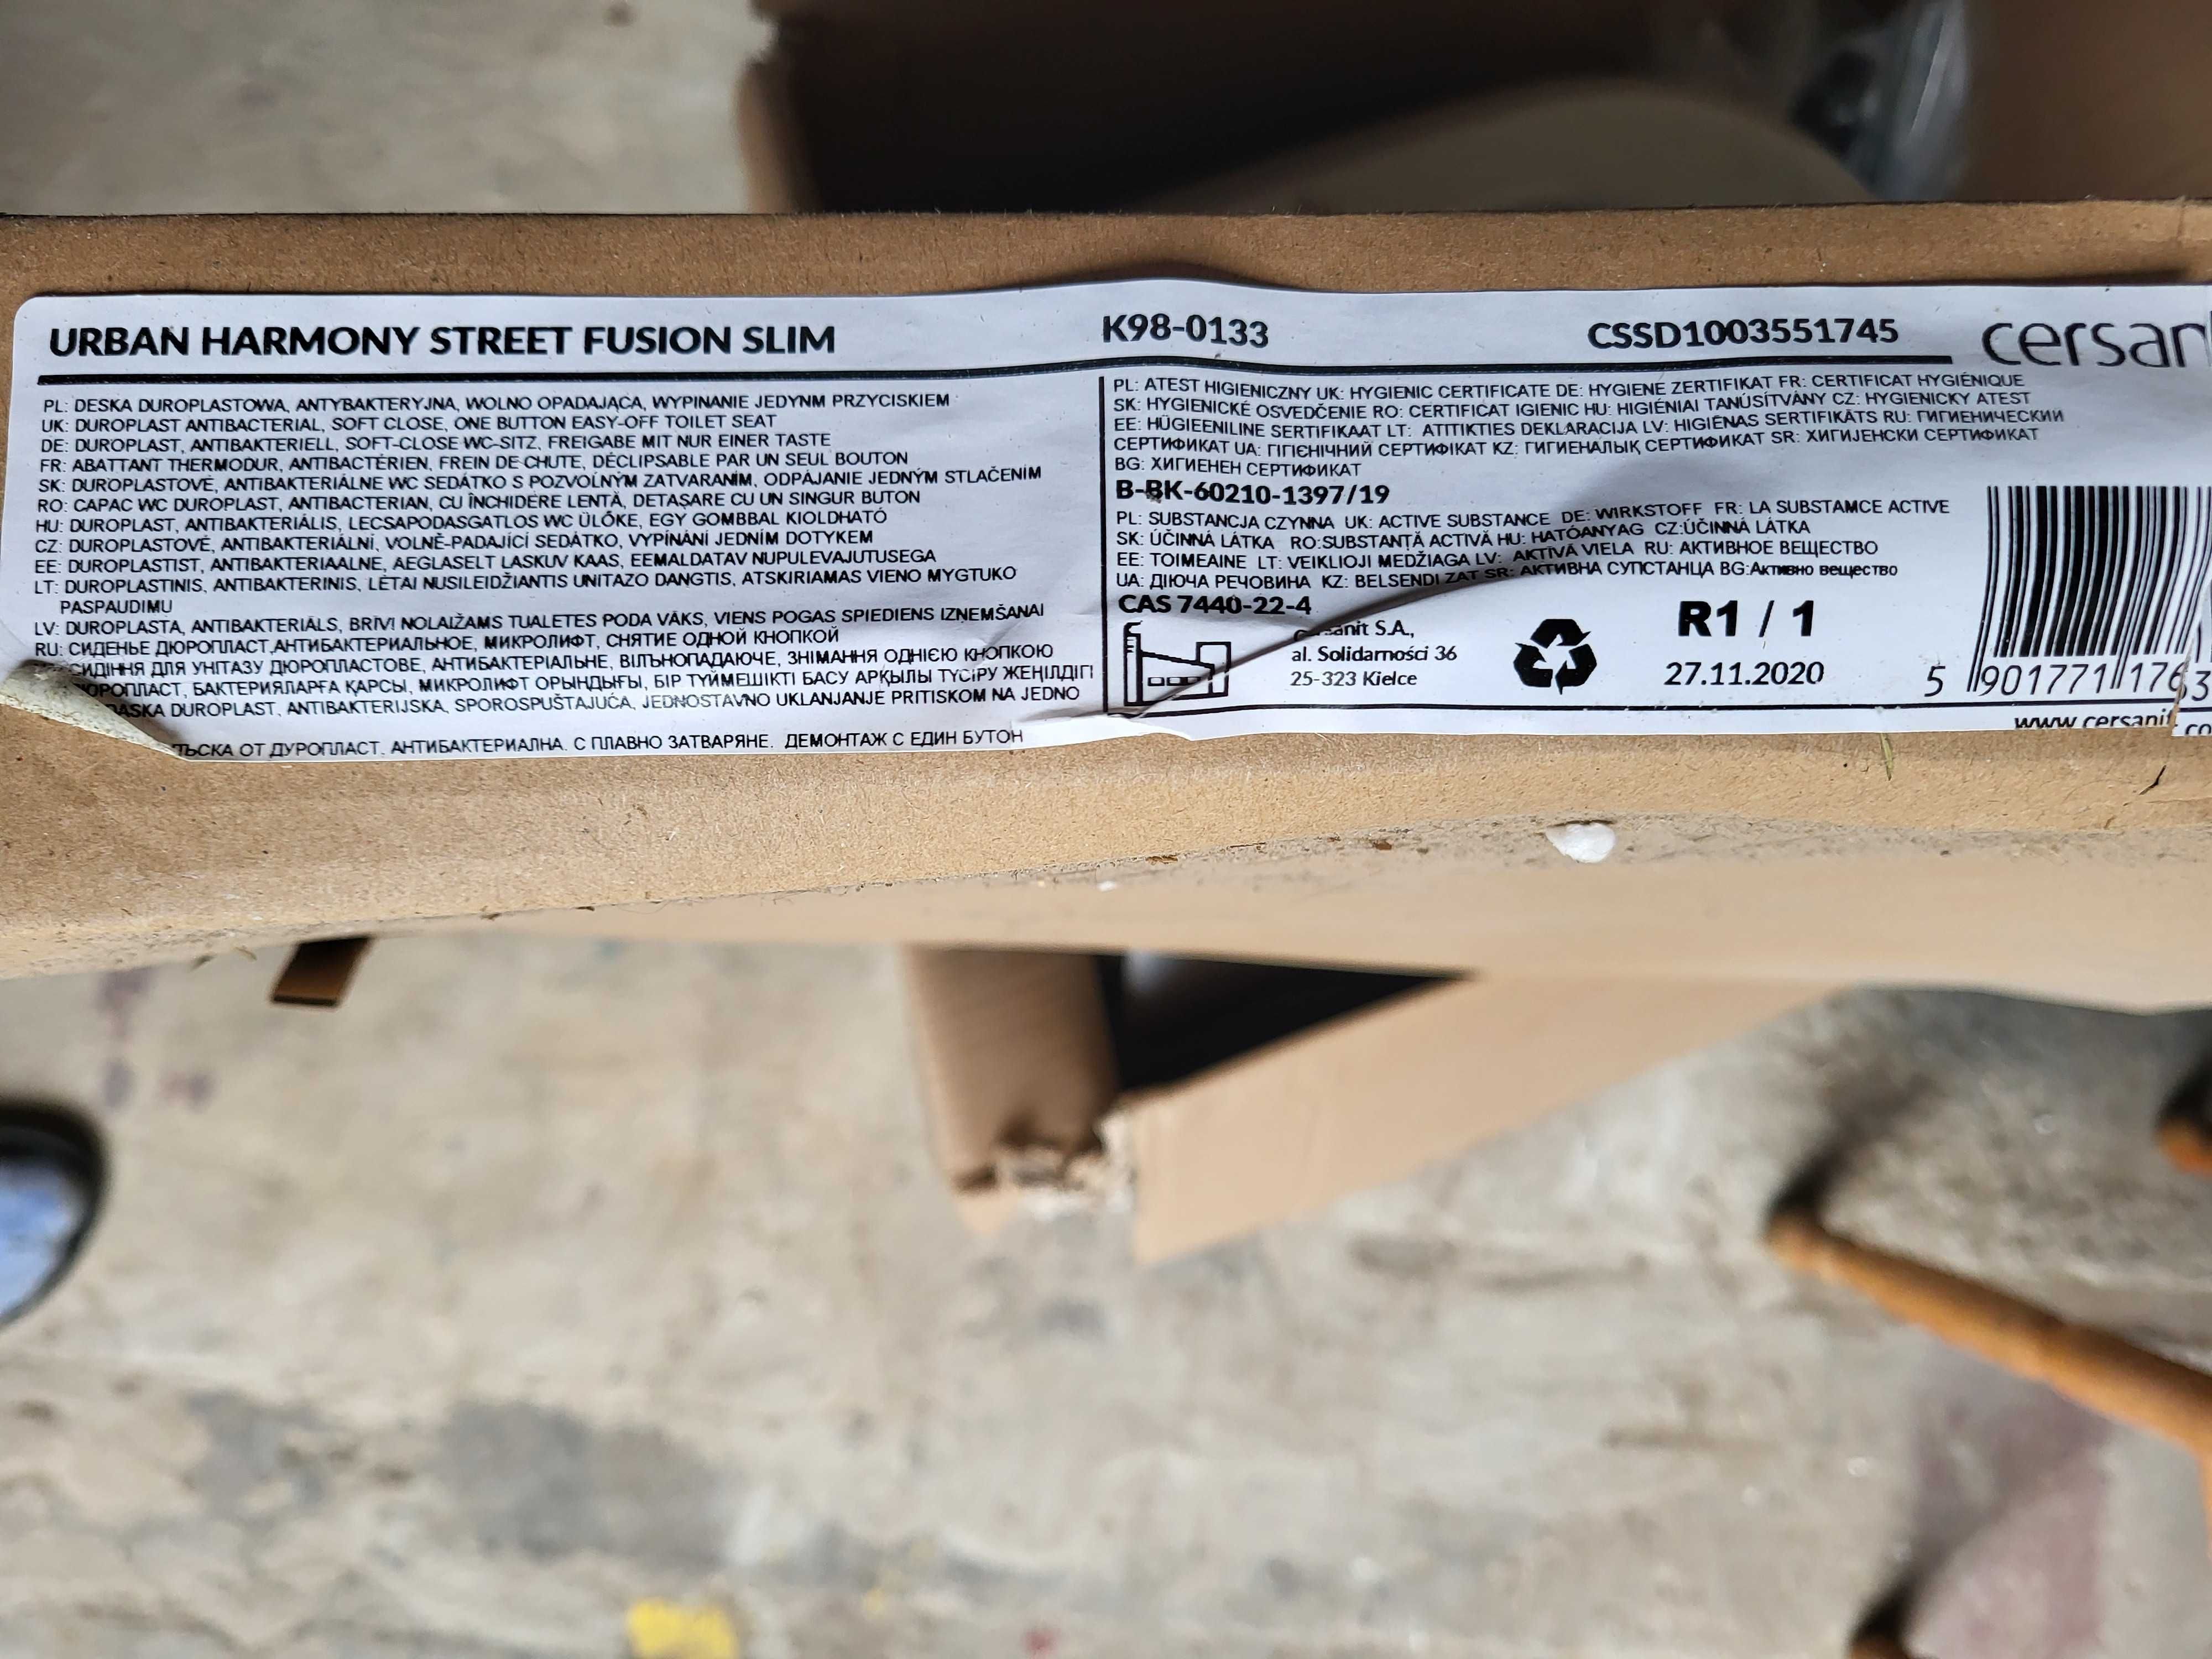 URBAN HARMONY STREET FUSION SLIM
K98-0133
CSSD1003551745
cersan
PL: DESKA DUROPLASTOWA, ANTYBAKTERYJNA, WOLNO OPADAJĄCA, WYPINANIE JEDYNM PRZYCISKIEM
UK: DUROPLAST ANTIBACTERIAL, SOFT CLOSE, ONE BUTTON EASY-OFF TOILET SEAT
DE: DUROPLAST, ANTIBAKTERIELL, SOFT-CLOSE WC-SITZ, FREIGABE MIT NUR EINER TASTE
FR: ABATTANT THERMODUR, ANTIBACTÉRIEN, FREIN DE CHUTE, DÉCLIPSABLE PAR UN SEUL BOUTON
SK: DUROPLASTOVÉ, ANTIBAKTERIÁLNE WC SEDÁTKO S POZVOĽNÝM ZATVARANÍM, ODPÁJANIE JEDNÝM STLAČENÍM
RO: CAPAC WC DUROPLAST, ANTIBACTERIAN, CU ÎNCHIDERE LENTĂ, DETAȘARE CU UN SINGUR BUTON
HU: DUROPLAST, ANTIBAKTERIÁLIS, LECSAPODASGATLOS WC ÜLŐKE, EGY GOMBBAL KIOLDHATÓ
CZ: DUROPLASTOVÉ, ANTIBAKTERIÁLNÍ, VOLNĚ-PADAJÍCÍ SEDÁTKO, VYPÍNÁNÍ JEDNÍM DOTYKEM
EE: DUROPLASTIST, ANTIBAKTERIAALNE, AEGLASELT LASKUV KAAS, EEMALDATAV NUPULEVAJUTUSEGA
LT: DUROPLASTINIS, ANTIBAKTERINIS, LĖTAI NUSILEIDŽIANTIS UNITAZO DANGTIS, ATSKIRIAMAS VIENO MYGTUKO
PASPAUDIMU
LV: DUROPLASTA, ANTIBAKTERIĀLS, BRĪVI NOLAIŽAMS TUALETES PODA VĀKS, VIENS POGAS SPIEDIENS IZŅEMŠANAI
RU: СИДЕНЬЕ ДЮРОПЛАСТ,АНТИБАКТЕРИАЛЬНОЕ, МИКРОЛИФТ, СНЯТИЕ ОДНОЙ КНОПКОЙ
СИДІННЯ ДЛЯ УНІТАЗУ ДЮРОПЛАСТОВЕ, АНТИБАКТЕРІАЛЬНЕ, ВІЛЬНОПАДАЮЧЕ, ЗНІМАННЯ ОДНІЄЮ КНОПКОЮ
ЮРОПЛАСТ, БАКТЕРИЯЛАРҒА ҚАРСЫ, МИКРОЛИФТ ОРЫНДЫҒЫ, БІР ТҮЙМЕШІКТІ БАСУ АРҚЫЛЫ ТҮСІРУ ЖЕҢІЛДІГІ
DASKA DUROPLAST, ANTIBAKTERIJSKA, SPOROSPUŠTAJUĆA, JEDNOSTAVNO UKLANJANJE PRITISKOM NA JEDNO
ТЬСКА ОТ ДУРОПЛАСТ, АНТИБАКТЕРИАЛНА. С ПЛАВНО ЗАТВАРЯНЕ. ДЕМОНТАЖ С ЕДИН БУТОН
PL: ATEST HIGIENICZNY UK: HYGIENIC CERTIFICATE DE: HYGIENE ZERTIFIKAT FR: CERTIFICAT HYGIÉNIQUE
SK: HYGIENICKÉ OSVEDČENIE RO: CERTIFICAT IGIENIC HU: HIGIÉNIAI TANÚSÍTVÁNY CZ: HYGIENICKY ATEST
EE: HÜGIEENILINE SERTIFIKAAT LT: ATITIKTIES DEKLARACIJA LV: HIGIĒNAS SERTIFIKĀTS RU: ГИГИЕНИЧЕСКИЙ
СЕРТИФИКАТ UA: ГІГІЄНІЧНИЙ СЕРТИФІКАТ KZ: ГИГИЕНАЛЫҚ СЕРТИФИКАТ SR: ХИГИЈЕНСКИ СЕРТИФИКАТ
BG: ХИГИЕНЕН СЕРТИФИКАТ
B-BK-60210-1397/19
PL: SUBSTANCJA CZYNNA UK: ACTIVE SUBSTANCE DE: WIRKSTOFF FR: LA SUBSTAMCE ACTIVE
SK: ÚČINNÁ LÁTKA RO:SUBSTANȚĂ ACTIVĂ HU: HATÓANYAG CZ:ÚČINNÁ LÁTKA
EE: TOIMEAINE LT: VEIKLIOJI MEDŽIAGA LV: AKTĪVĀ VIELA RU: АКТИВНОЕ ВЕЩЕСТВО
UA: ДІЮЧА РЕЧОВИНА KZ: BELSENDI ZAT SR: АКТИВНА СУПСТАНЦА BG:Активно вещество
CAS 7440-22-4
Cersanit S.A.,
al. Solidarności 36
25-323 Kielce
R1 / 1
27.11.2020
5 901771 176
www.cersanit.co